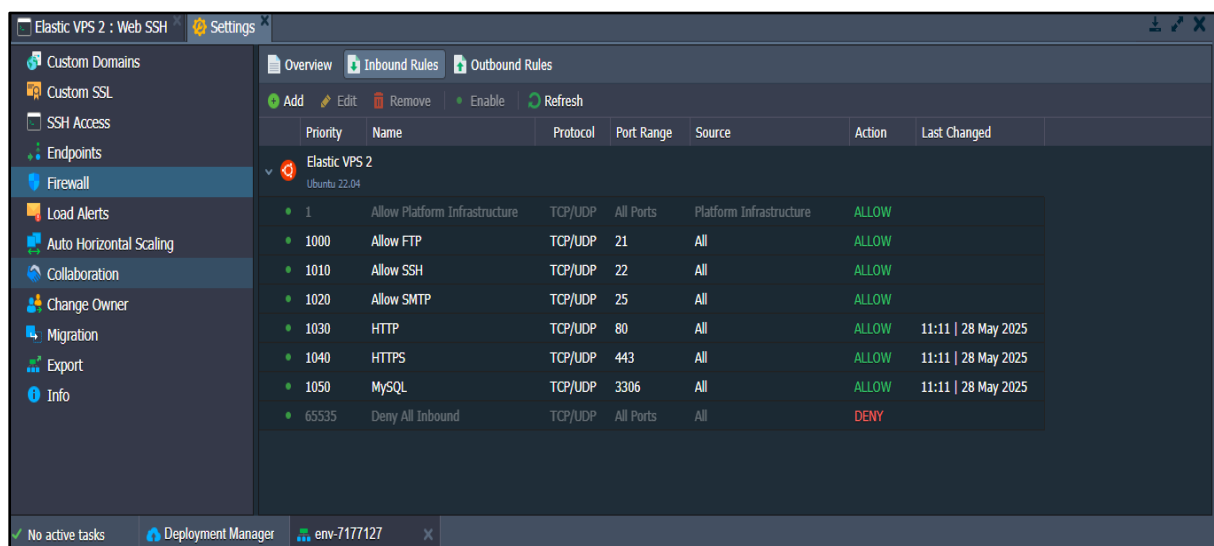 Elastic VPS 2 : Web SSH Settings
Custom Domains
Custom SSL
SSH Access
Endpoints
Firewall
Load Alerts
Auto Horizontal Scaling
Collaboration
Change Owner
Migration
Export
Info
Overview Inbound Rules Outbound Rules
Add Edit Remove Enable Refresh
Priority Name Protocol Port Range Source Action Last Changed
Elastic VPS 2
Ubuntu 22.04
1 Allow Platform Infrastructure TCP/UDP All Ports Platform Infrastructure ALLOW
1000 Allow FTP TCP/UDP 21 All ALLOW
1010 Allow SSH TCP/UDP 22 All ALLOW
1020 Allow SMTP TCP/UDP 25 All ALLOW
1030 HTTP TCP/UDP 80 All ALLOW 11:11 | 28 May 2025
1040 HTTPS TCP/UDP 443 All ALLOW 11:11 | 28 May 2025
1050 MySQL TCP/UDP 3306 All ALLOW 11:11 | 28 May 2025
65535 Deny All Inbound TCP/UDP All Ports All DENY
No active tasks Deployment Manager env-7177127